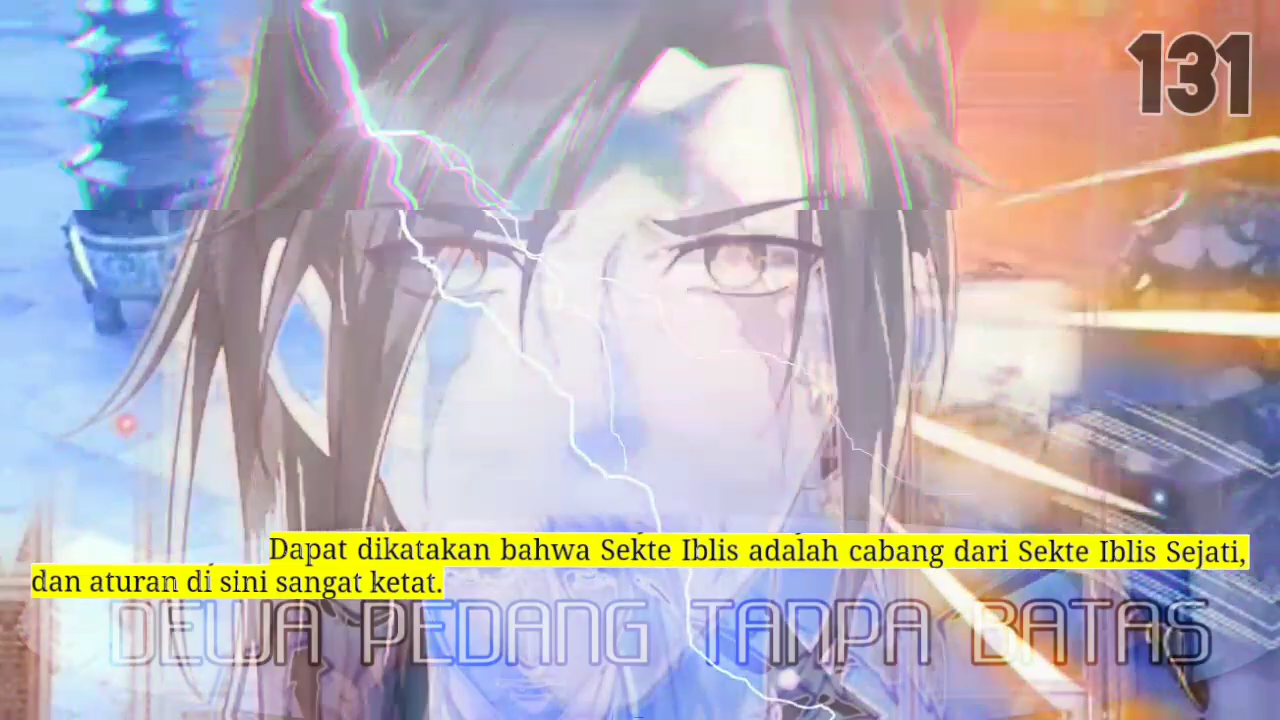 131
Dapat dikatakan bahwa Sekte Iblis adalah cabang dari Sekte Iblis Sejati,
dan aturan di sini sangat ketat.
DEWA PEDANG TANPA BATAS